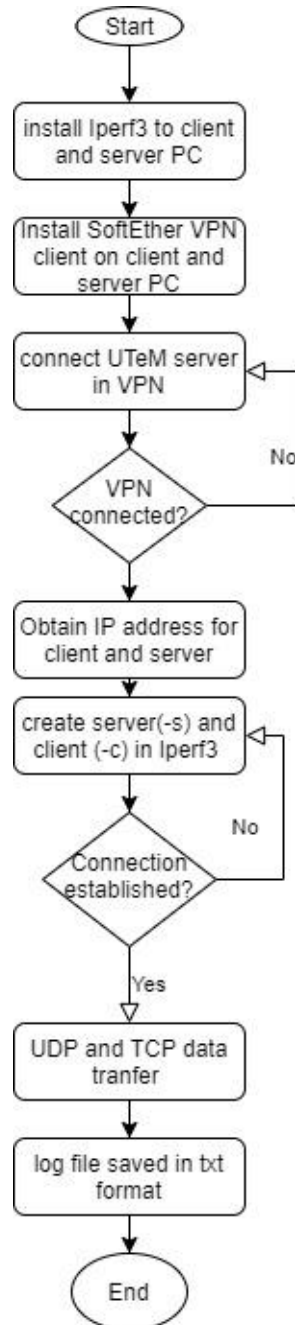 Start
install Iperf3 to client
and server PC
Install SoftEther VPN
client on client and
server PC
connect UTeM server
in VPN
No
VPN
connected?
Obtain IP address for
client and server
create server(-s) and
client (-c) in Iperf3
No
Connection
established?
Yes
UDP and TCP data
tranfer
log file saved in txt
format
End